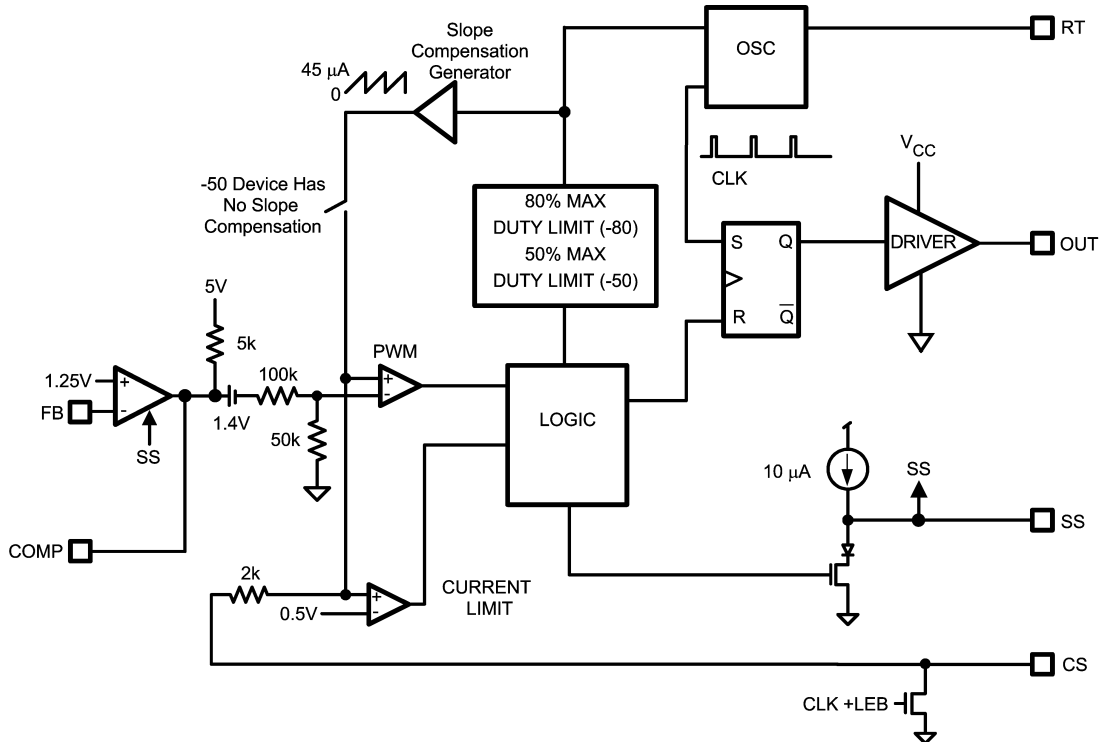 Slope
Compensation
Generator
45 μA
0
OSC
RT
CLK
-50 Device Has
No Slope
Compensation
80% MAX
DUTY LIMIT (-80)
50% MAX
DUTY LIMIT (-50)
VCC
S
Q
R
Q̅
DRIVER
OUT
5V
5k
1.25V
+
-
FB
SS
1.4V
100k
50k
PWM
+
-
LOGIC
COMP
10 μA
SS
SS
2k
0.5V
+
-
CURRENT
LIMIT
CS
CLK +LEB